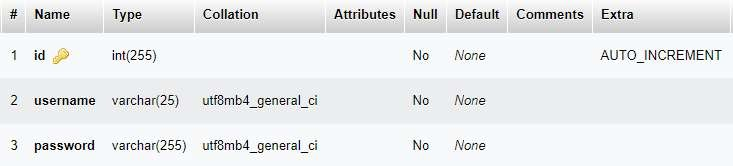 # Name Type Collation Attributes Null Default Comments Extra
1 id int(255) No None AUTO_INCREMENT
2 username varchar(25) utf8mb4_general_ci No None
3 password varchar(255) utf8mb4_general_ci No None